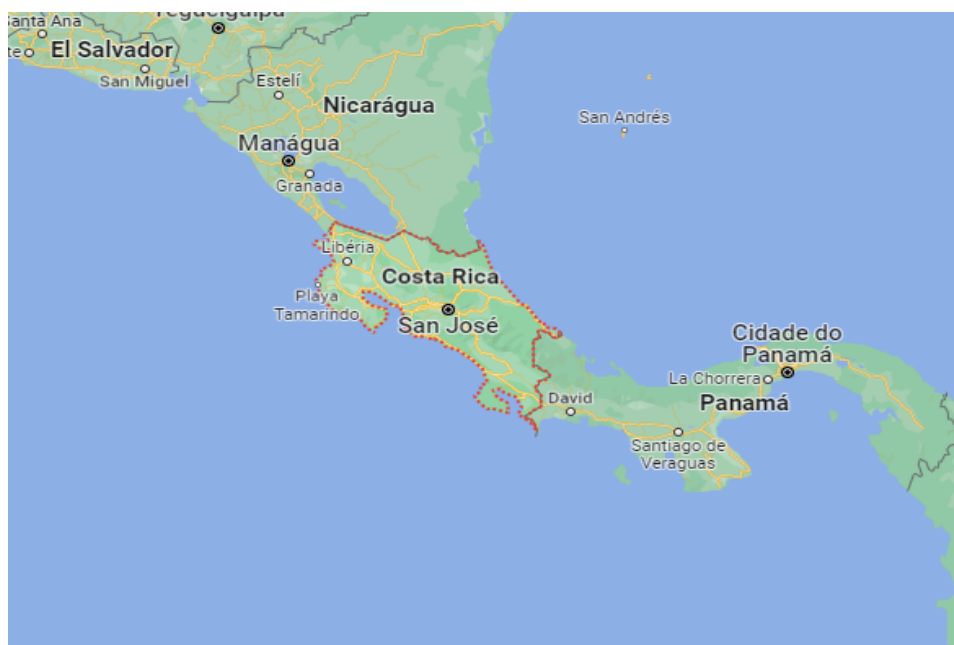 Tegucigalpa
Santa Ana
El Salvador
San Miguel
Estelí
Nicarágua
San Andrés
Manágua
Granada
Libéria
Costa Rica
Playa
Tamarindo
San José
Cidade do
Panamá
La Chorrera
David
Panamá
Santiago de
Veraguas